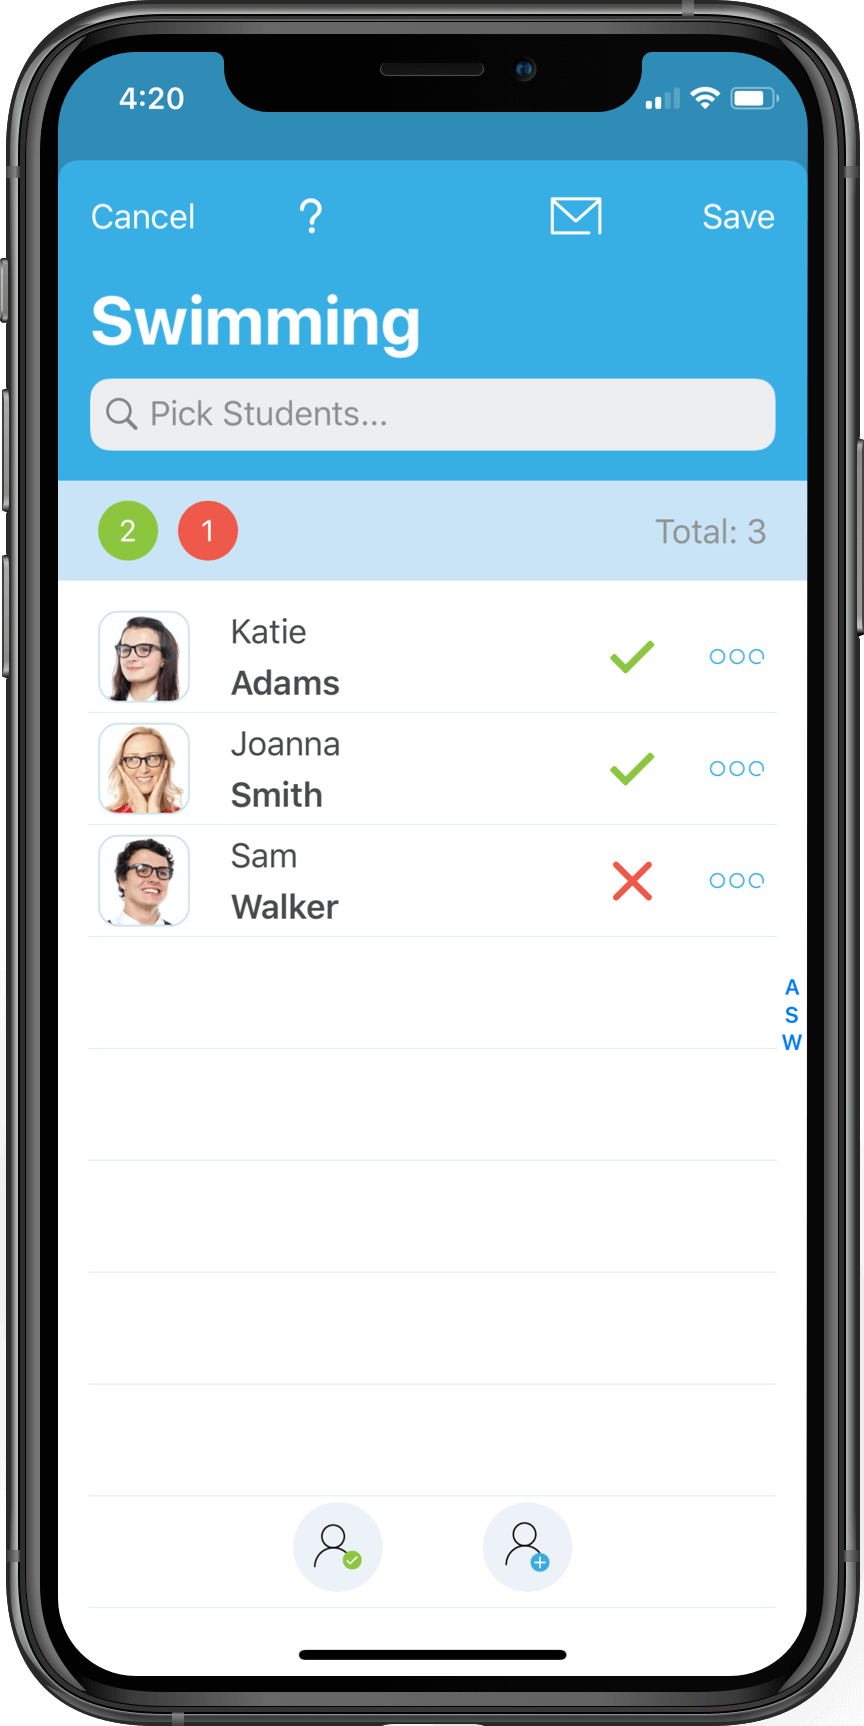 4:20
Cancel ? Save
Swimming
Pick Students...
2 1 Total: 3
Katie
Adams
Joanna
Smith
Sam
Walker
A
S
W